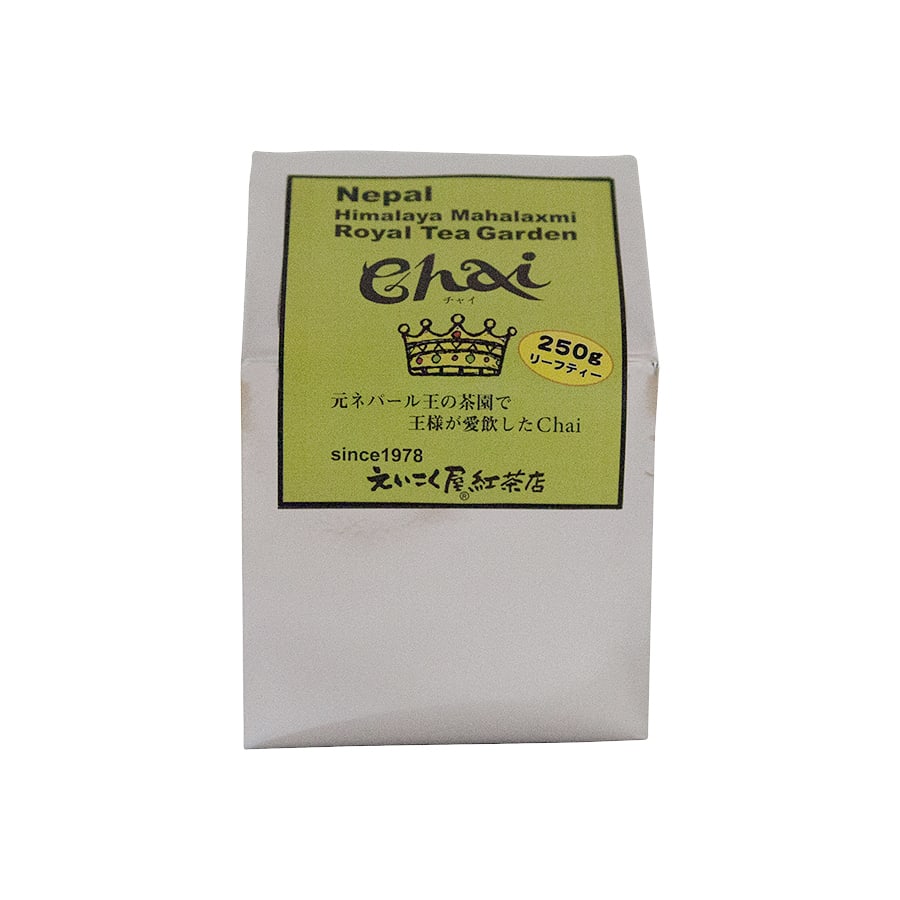 Nepal
Himalaya Mahalaxmi
Royal Tea Garden
Chai
チャイ
250g
リーフティー
元ネパール王の茶園で
王様が愛飲したChai
since1978
えいこく屋®紅茶店